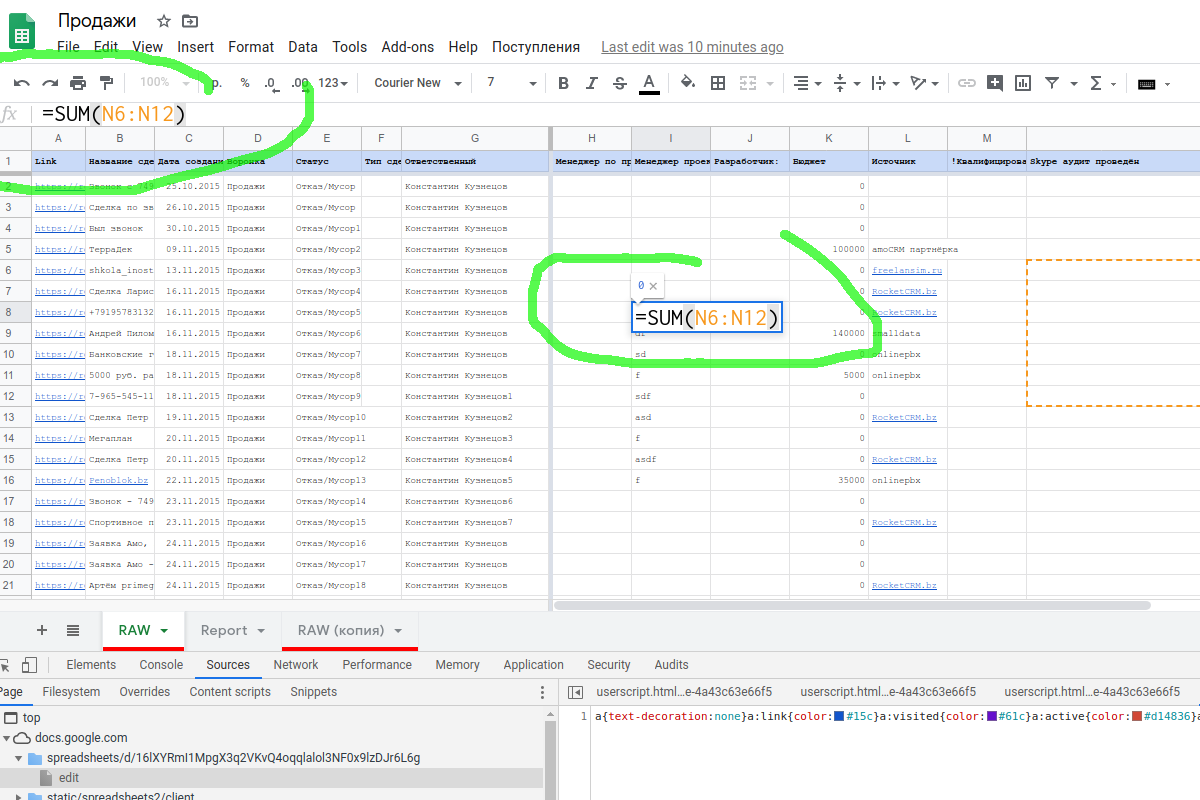 Продажи
File Edit View Insert Format Data Tools Add-ons Help Поступления Last edit was 10 minutes ago
100% р. % .0 .00 123 Courier New 7 B I S A
fx =SUM(N6:N12)
A B C D E F G H I J K L M
1 Link Название сде Дата создани Воронка Статус Тип сде Ответственный Менеджер по пр Менеджер проек Разработчик: Бюджет Источник !Квалифицирова Skype аудит проведён
2 https://r Звонок с 749 25.10.2015 Продажи Отказ/Мусор Константин Кузнецов 0
3 https://r Сделка по зв 26.10.2015 Продажи Отказ/Мусор Константин Кузнецов 0
4 https://r Был звонок 30.10.2015 Продажи Отказ/Мусор1 Константин Кузнецов 0
5 https://r ТерраДек 09.11.2015 Продажи Отказ/Мусор2 Константин Кузнецов 100000 amoCRM партнёрка
6 https://r shkola_inost 13.11.2015 Продажи Отказ/Мусор3 Константин Кузнецов 0 freelansim.ru
7 https://r Сделка Ларис 16.11.2015 Продажи Отказ/Мусор4 Константин Кузнецов 0 × 0 RocketCRM.bz
8 https://r +79195783132 16.11.2015 Продажи Отказ/Мусор5 Константин Кузнецов =SUM(N6:N12) 0 RocketCRM.bz
9 https://r Андрей Пилом 16.11.2015 Продажи Отказ/Мусор6 Константин Кузнецов df 140000 smalldata
10 https://r Банковские г 18.11.2015 Продажи Отказ/Мусор7 Константин Кузнецов sd 0 onlinepbx
11 https://r 5000 руб. ра 18.11.2015 Продажи Отказ/Мусор8 Константин Кузнецов f 5000 onlinepbx
12 https://r 7-965-545-11 18.11.2015 Продажи Отказ/Мусор9 Константин Кузнецов1 sdf 0
13 https://r Сделка Петр 19.11.2015 Продажи Отказ/Мусор10 Константин Кузнецов2 asd 0 RocketCRM.bz
14 https://r Мегаплан 20.11.2015 Продажи Отказ/Мусор11 Константин Кузнецов3 f 0
15 https://r Сделка Петр 20.11.2015 Продажи Отказ/Мусор12 Константин Кузнецов4 asdf 0 RocketCRM.bz
16 https://r Penoblok.bz 22.11.2015 Продажи Отказ/Мусор13 Константин Кузнецов5 f 35000 onlinepbx
17 https://r Звонок - 749 23.11.2015 Продажи Отказ/Мусор14 Константин Кузнецов6 0
18 https://r Спортивное п 23.11.2015 Продажи Отказ/Мусор15 Константин Кузнецов7 0 RocketCRM.bz
19 https://r Заявка Амо, 24.11.2015 Продажи Отказ/Мусор16 Константин Кузнецов 0
20 https://r Заявка Амо - 24.11.2015 Продажи Отказ/Мусор17 Константин Кузнецов 0
21 https://r Артём primeg 24.11.2015 Продажи Отказ/Мусор18 Константин Кузнецов 0 RocketCRM.bz
RAW Report RAW (копия)
Elements Console Sources Network Performance Memory Application Security Audits
Page Filesystem Overrides Content scripts Snippets userscript.html…e-4a43c63e66f5 userscript.html…e-4a43c63e66f5 userscript.html…e-4a43c63e66f5
top 1 a{text-decoration:none}a:link{color:#15c}a:visited{color:#61c}a:active{color:#d14836}a
docs.google.com
spreadsheets/d/16lXYRmI1MpgX3q2VKvQ4oqqlalol3NF0x9lzDJr6L6g
edit
static/spreadsheets2/client